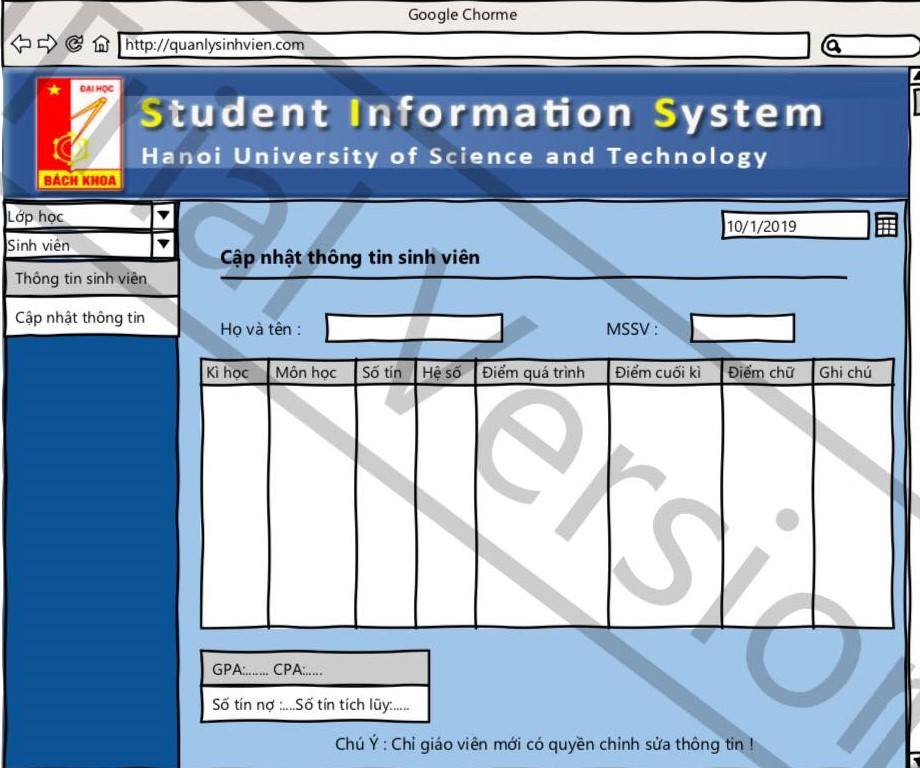 Google Chorme
http://quanlysinhvien.com
ĐẠI HỌC
BÁCH KHOA
Student Information System
Hanoi University of Science and Technology
Lớp học
Sinh viên
Thông tin sinh viên
Cập nhật thông tin
10/1/2019
Cập nhật thông tin sinh viên
Họ và tên : MSSV :
Kì học Môn học Số tín Hệ số Điểm quá trình Điểm cuối kì Điểm chữ Ghi chú
GPA:....... CPA:.....
Số tín nợ :....Số tín tích lũy:.....
Chú Ý : Chỉ giáo viên mới có quyền chỉnh sửa thông tin !
Trial Version